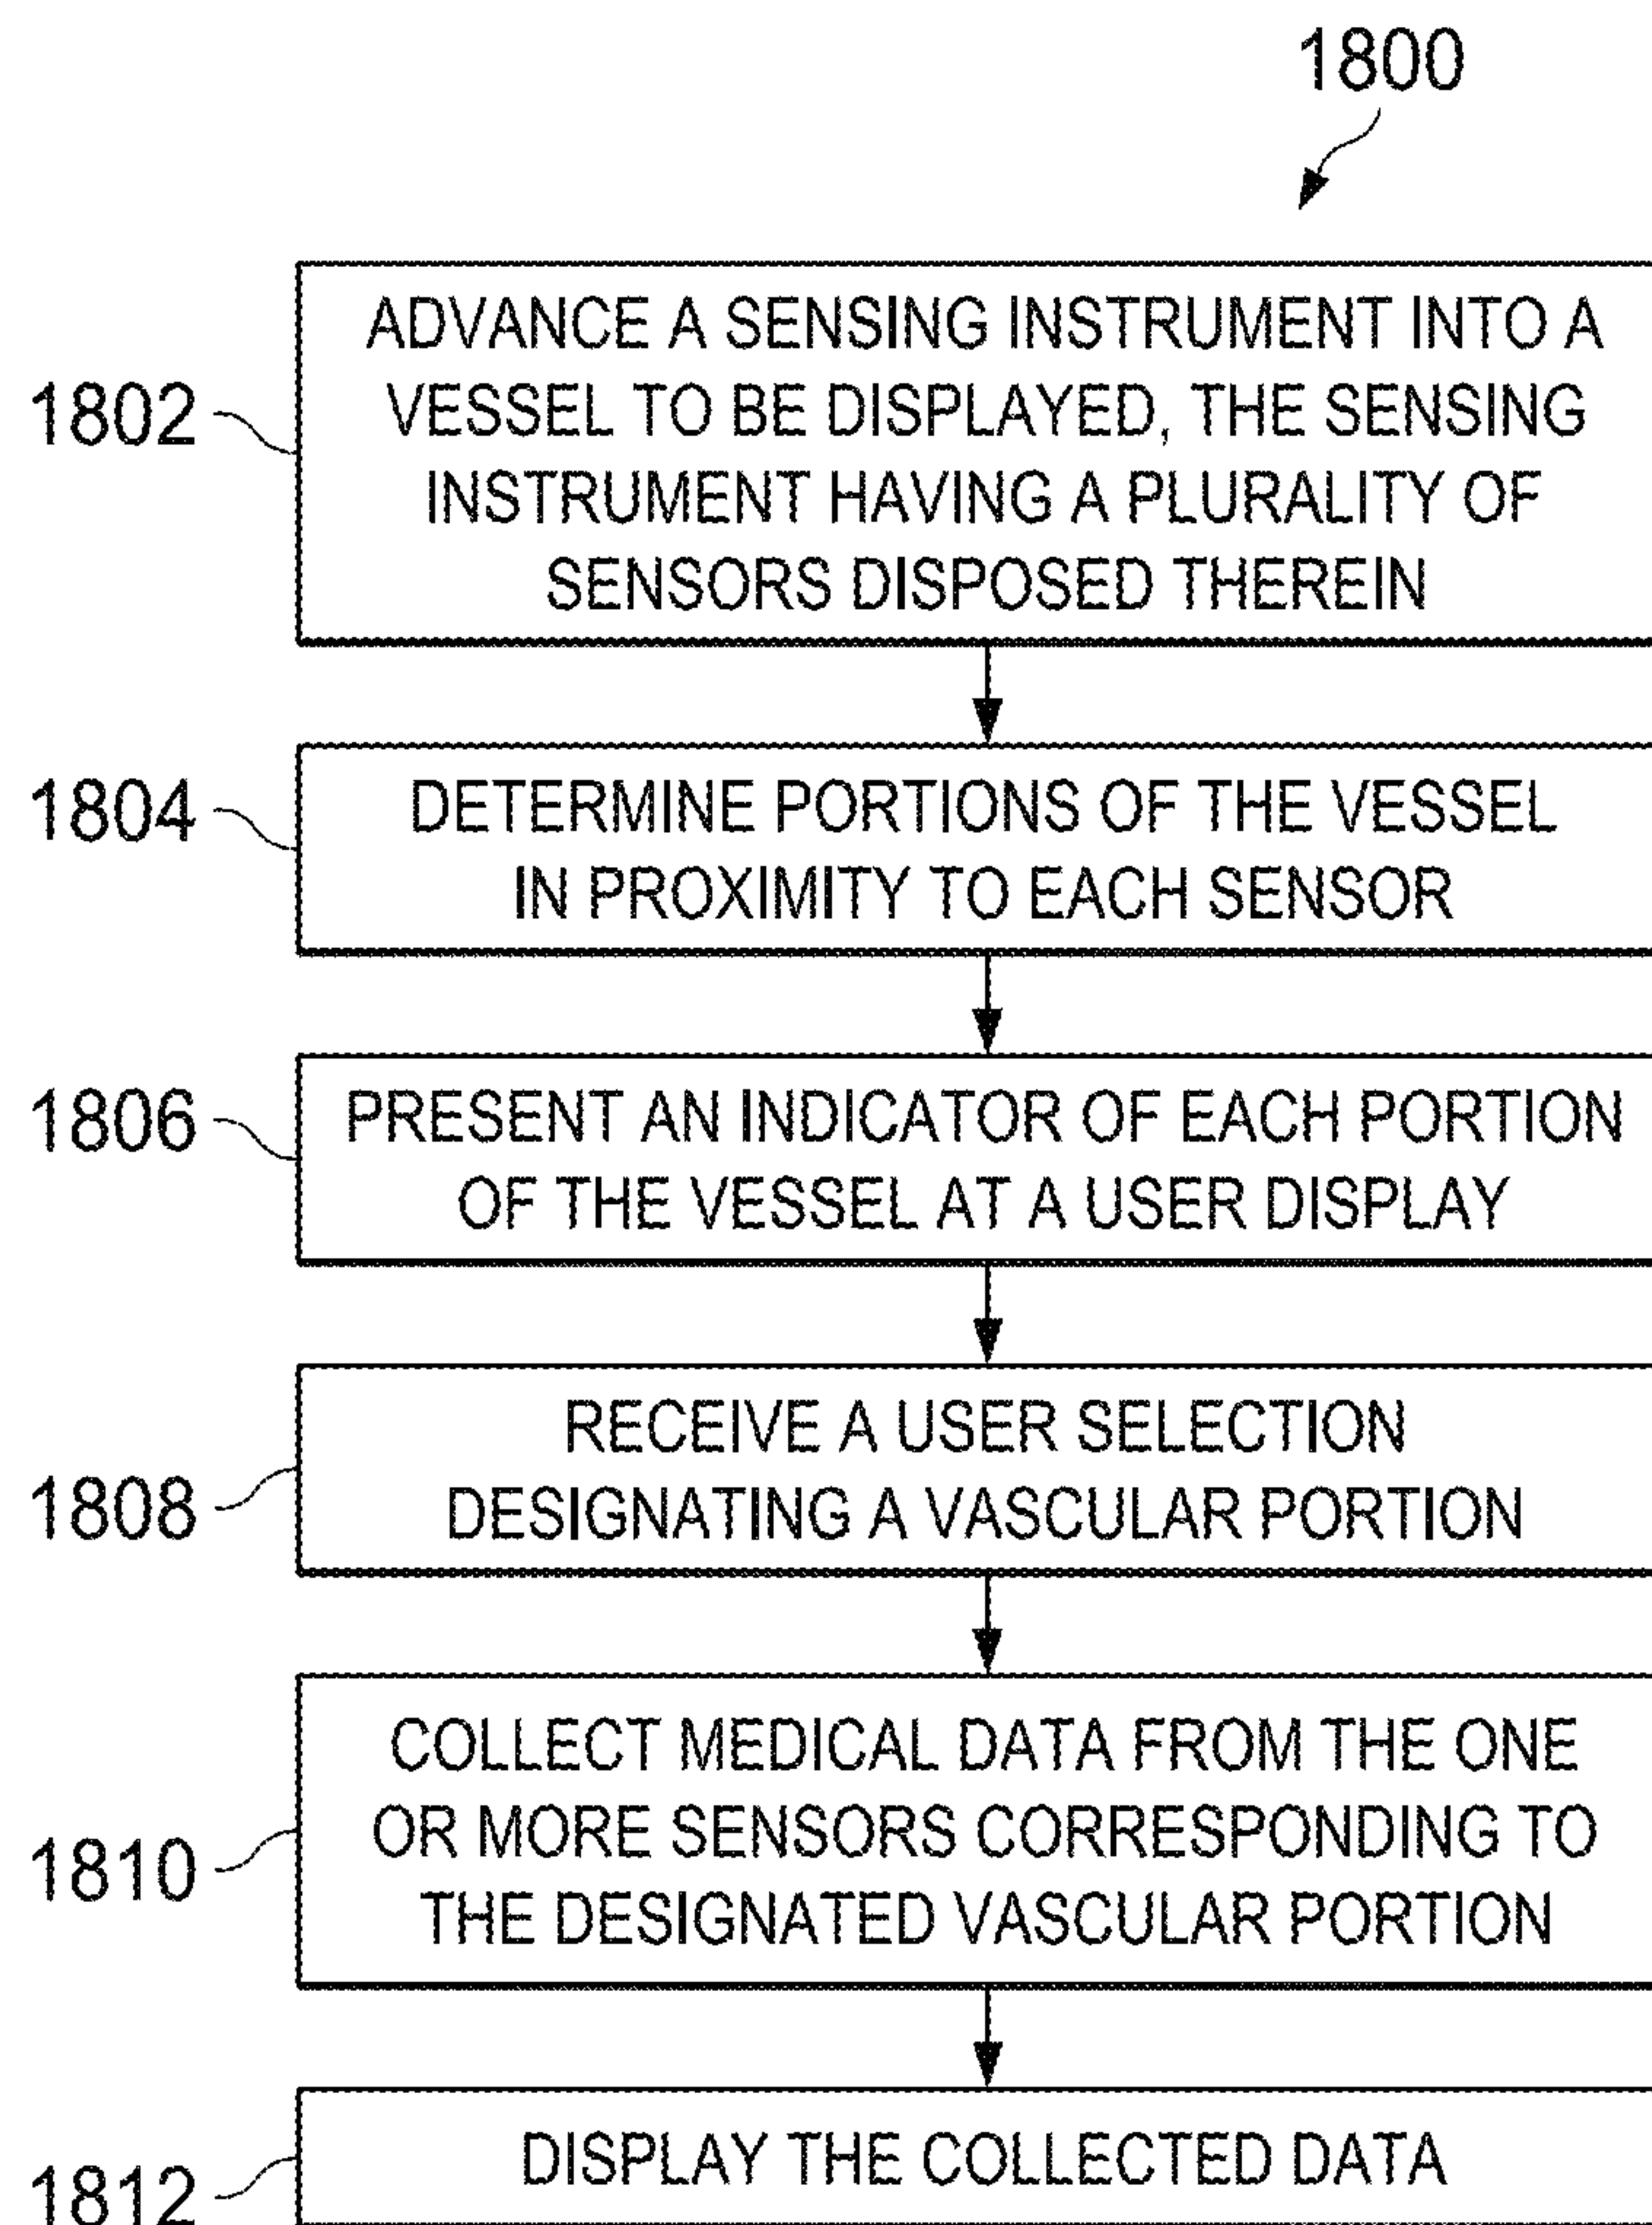 1800
1802
ADVANCE A SENSING INSTRUMENT INTO A
VESSEL TO BE DISPLAYED, THE SENSING
INSTRUMENT HAVING A PLURALITY OF
SENSORS DISPOSED THEREIN
1804
DETERMINE PORTIONS OF THE VESSEL
IN PROXIMITY TO EACH SENSOR
1806
PRESENT AN INDICATOR OF EACH PORTION
OF THE VESSEL AT A USER DISPLAY
1808
RECEIVE A USER SELECTION
DESIGNATING A VASCULAR PORTION
1810
COLLECT MEDICAL DATA FROM THE ONE
OR MORE SENSORS CORRESPONDING TO
THE DESIGNATED VASCULAR PORTION
1812
DISPLAY THE COLLECTED DATA